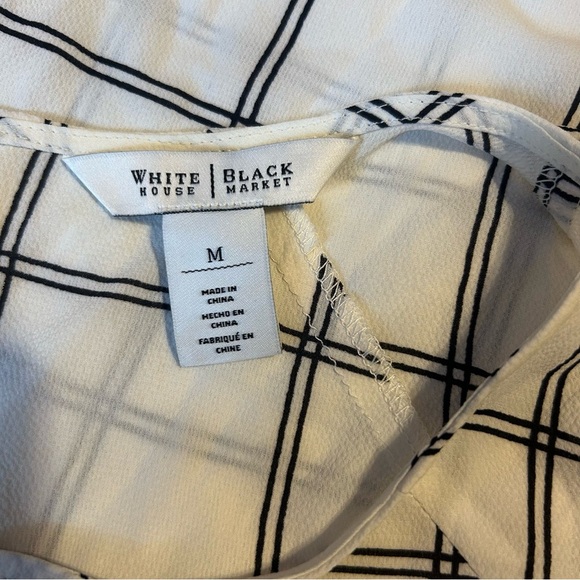 WHITE | BLACK
HOUSE | MARKET
M
MADE IN
CHINA
HECHO EN
CHINA
FABRIQUÉ EN
CHINE